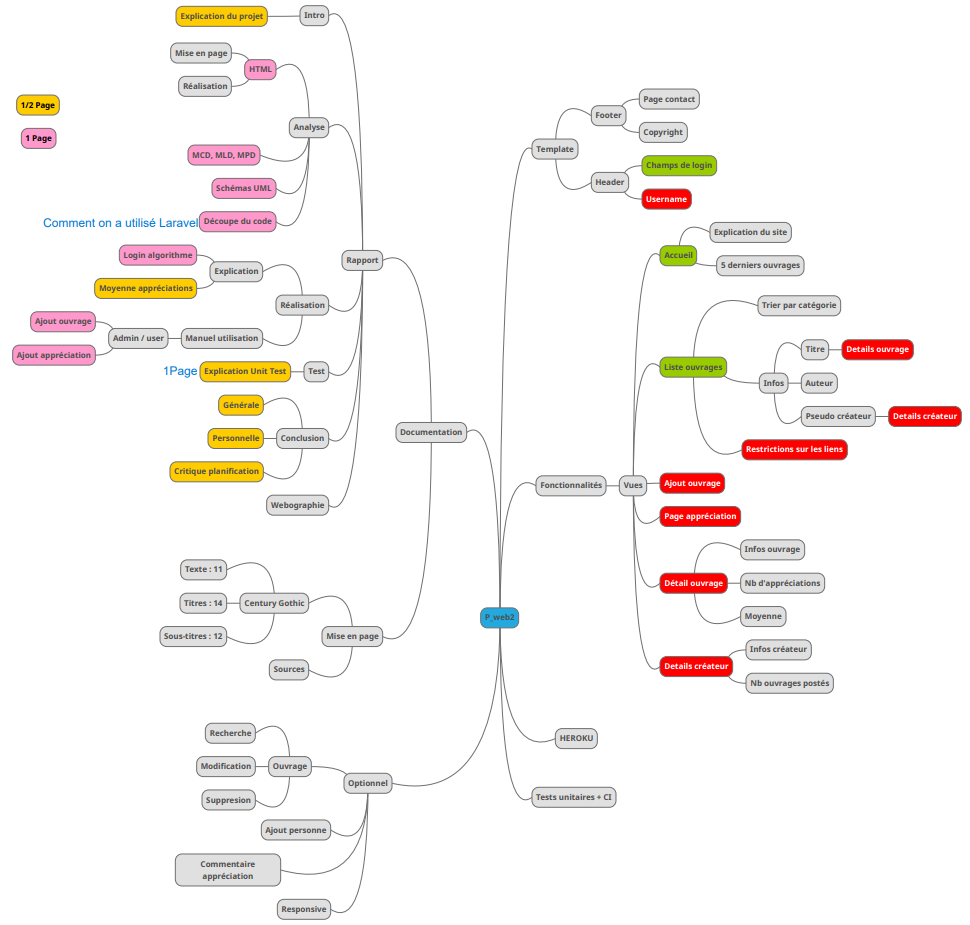 1/2 Page
1 Page
P_web2
Documentation
Rapport
Intro
Explication du projet
Analyse
HTML
Mise en page
Réalisation
MCD, MLD, MPD
Schémas UML
Découpe du code
Comment on a utilisé Laravel
Réalisation
Explication
Login algorithme
Moyenne appréciations
Manuel utilisation
Admin / user
Ajout ouvrage
Ajout appréciation
Test
Explication Unit Test
1Page
Conclusion
Générale
Personnelle
Critique planification
Webographie
Mise en page
Century Gothic
Texte : 11
Titres : 14
Sous-titres : 12
Sources
Optionnel
Ouvrage
Recherche
Modification
Suppresion
Ajout personne
Commentaire
appréciation
Responsive
Template
Footer
Page contact
Copyright
Header
Champs de login
Username
Fonctionnalités
Vues
Accueil
Explication du site
5 derniers ouvrages
Liste ouvrages
Trier par catégorie
Infos
Titre
Details ouvrage
Auteur
Pseudo créateur
Details créateur
Restrictions sur les liens
Ajout ouvrage
Page appréciation
Détail ouvrage
Infos ouvrage
Nb d'appréciations
Moyenne
Details créateur
Infos créateur
Nb ouvrages postés
HEROKU
Tests unitaires + CI